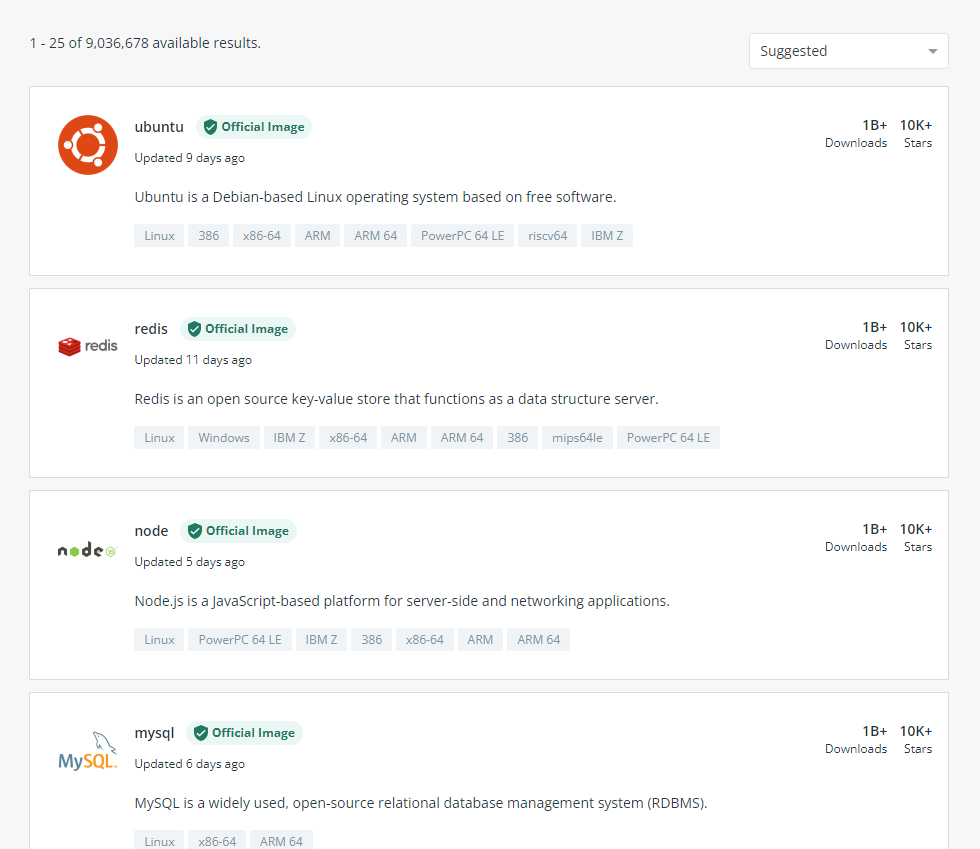 1 - 25 of 9,036,678 available results.
Suggested
ubuntu Official Image
1B+ 10K+
Downloads Stars
Updated 9 days ago
Ubuntu is a Debian-based Linux operating system based on free software.
Linux 386 x86-64 ARM ARM 64 PowerPC 64 LE riscv64 IBM Z
redis
redis Official Image
1B+ 10K+
Downloads Stars
Updated 11 days ago
Redis is an open source key-value store that functions as a data structure server.
Linux Windows IBM Z x86-64 ARM ARM 64 386 mips64le PowerPC 64 LE
node
node Official Image
1B+ 10K+
Downloads Stars
Updated 5 days ago
Node.js is a JavaScript-based platform for server-side and networking applications.
Linux PowerPC 64 LE IBM Z 386 x86-64 ARM ARM 64
MySQL
mysql Official Image
1B+ 10K+
Downloads Stars
Updated 6 days ago
MySQL is a widely used, open-source relational database management system (RDBMS).
Linux x86-64 ARM 64